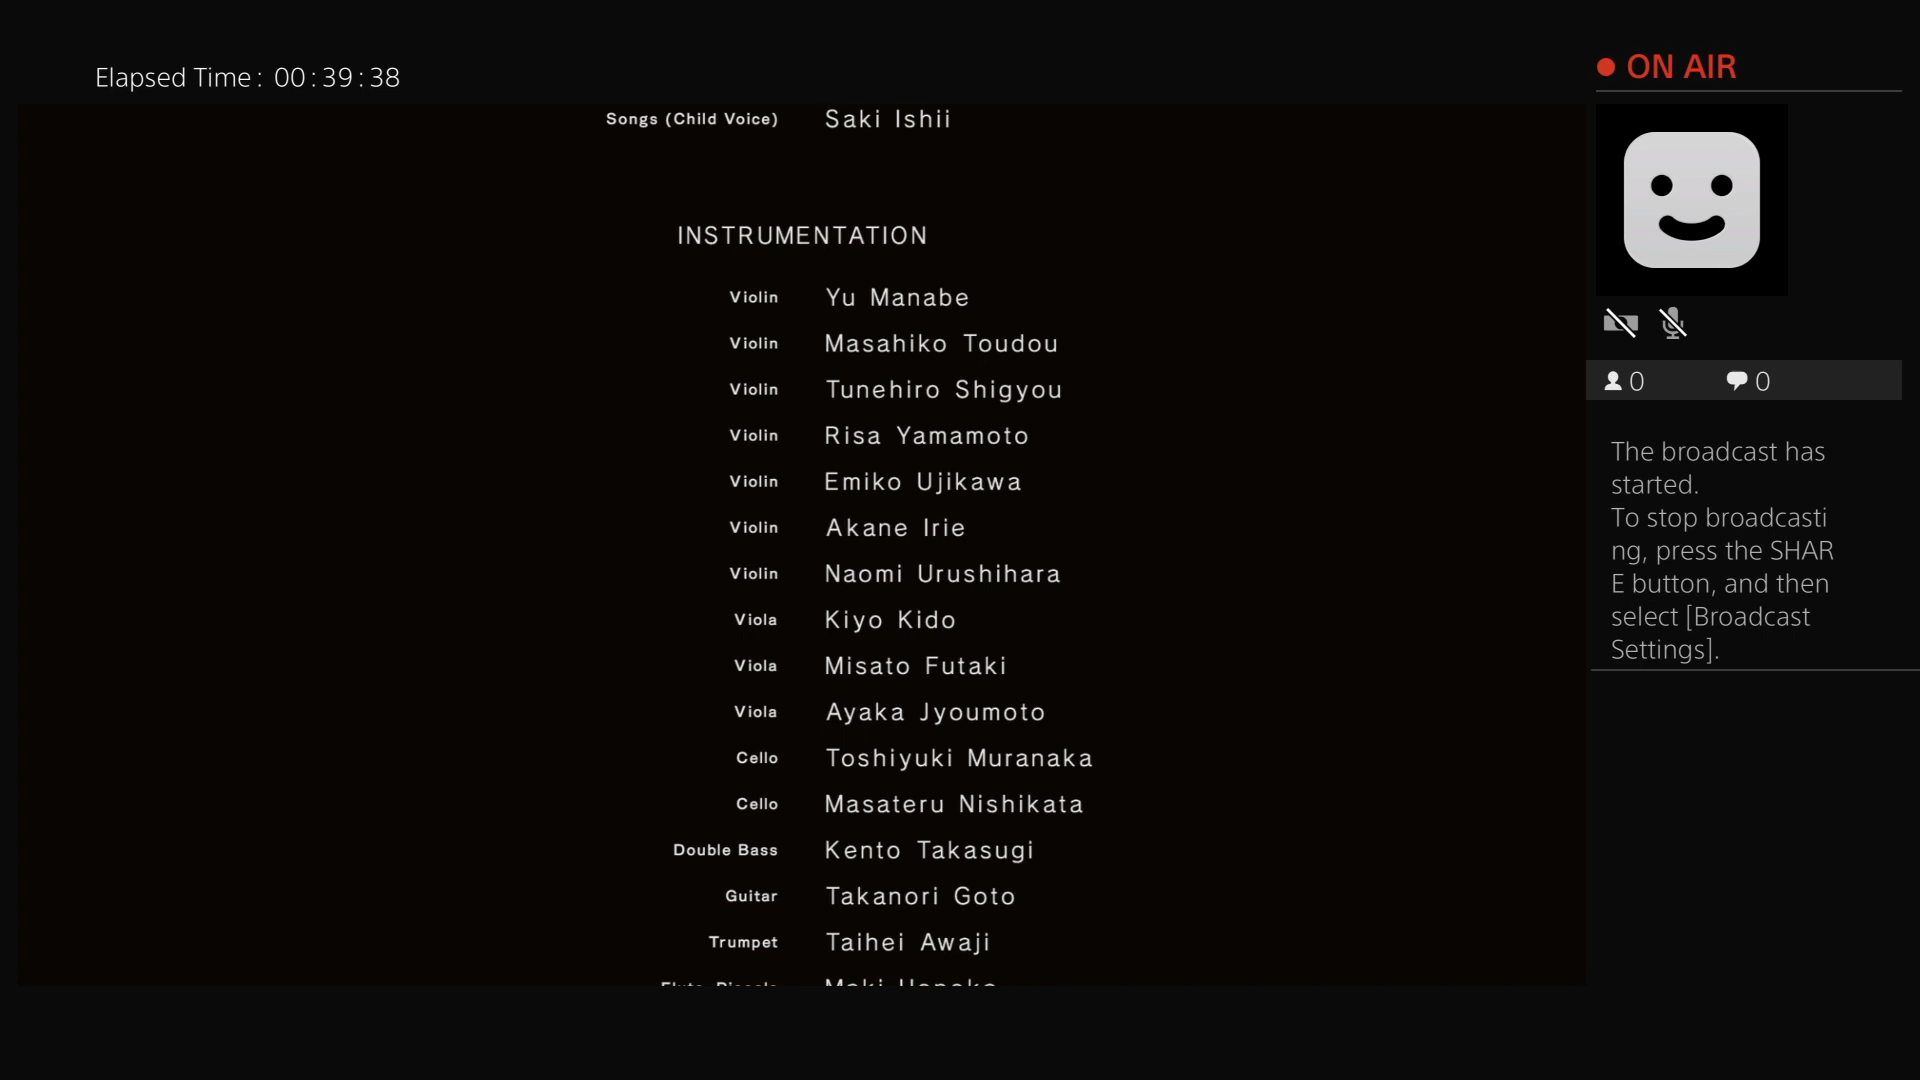 Elapsed Time: 00:39:38
ON AIR
Songs (Child Voice) Saki Ishii
INSTRUMENTATION
Violin Yu Manabe
Violin Masahiko Toudou
Violin Tunehiro Shigyou
Violin Risa Yamamoto
Violin Emiko Ujikawa
Violin Akane Irie
Violin Naomi Urushihara
Viola Kiyo Kido
Viola Misato Futaki
Viola Ayaka Jyoumoto
Cello Toshiyuki Muranaka
Cello Masateru Nishikata
Double Bass Kento Takasugi
Guitar Takanori Goto
Trumpet Taihei Awaji
0 0
The broadcast has
started.
To stop broadcasti
ng, press the SHAR
E button, and then
select [Broadcast
Settings].